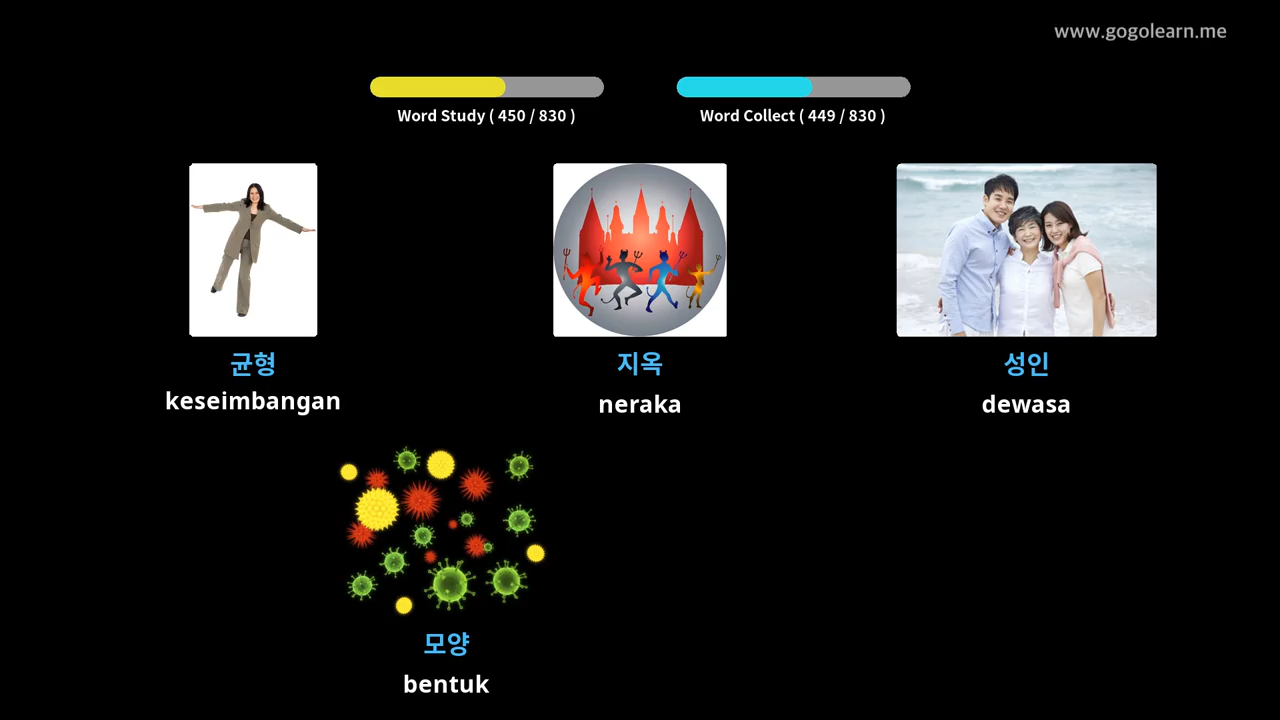 www.gogolearn.me
Word Study ( 450 / 830 )
Word Collect ( 449 / 830 )
균형
지옥
성인
keseimbangan
neraka
dewasa
모양
bentuk